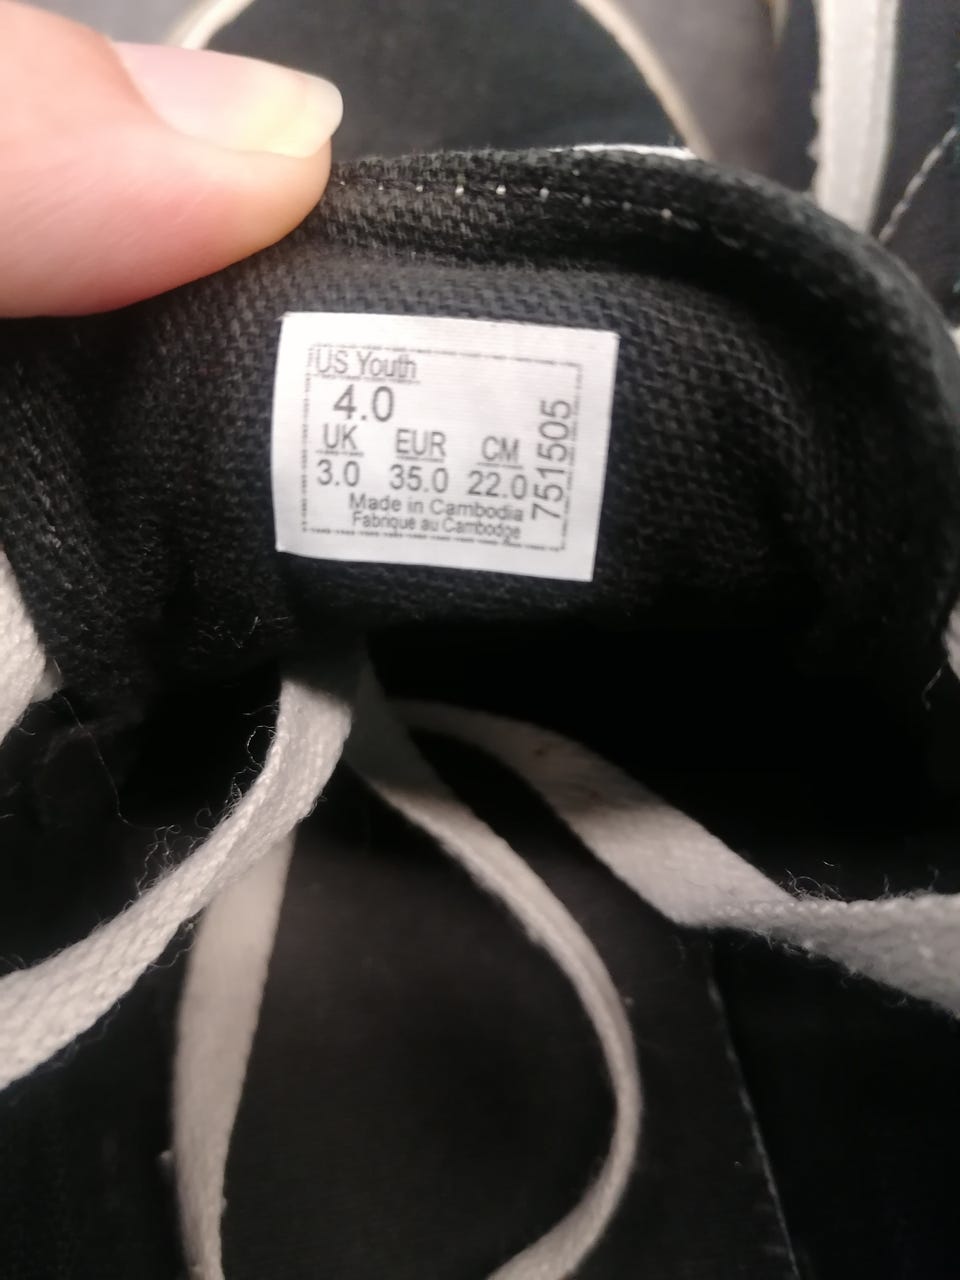 US Youth
4.0
UK EUR CM
3.0 35.0 22.0
Made in Cambodia
Fabriqué au Cambodge
751505